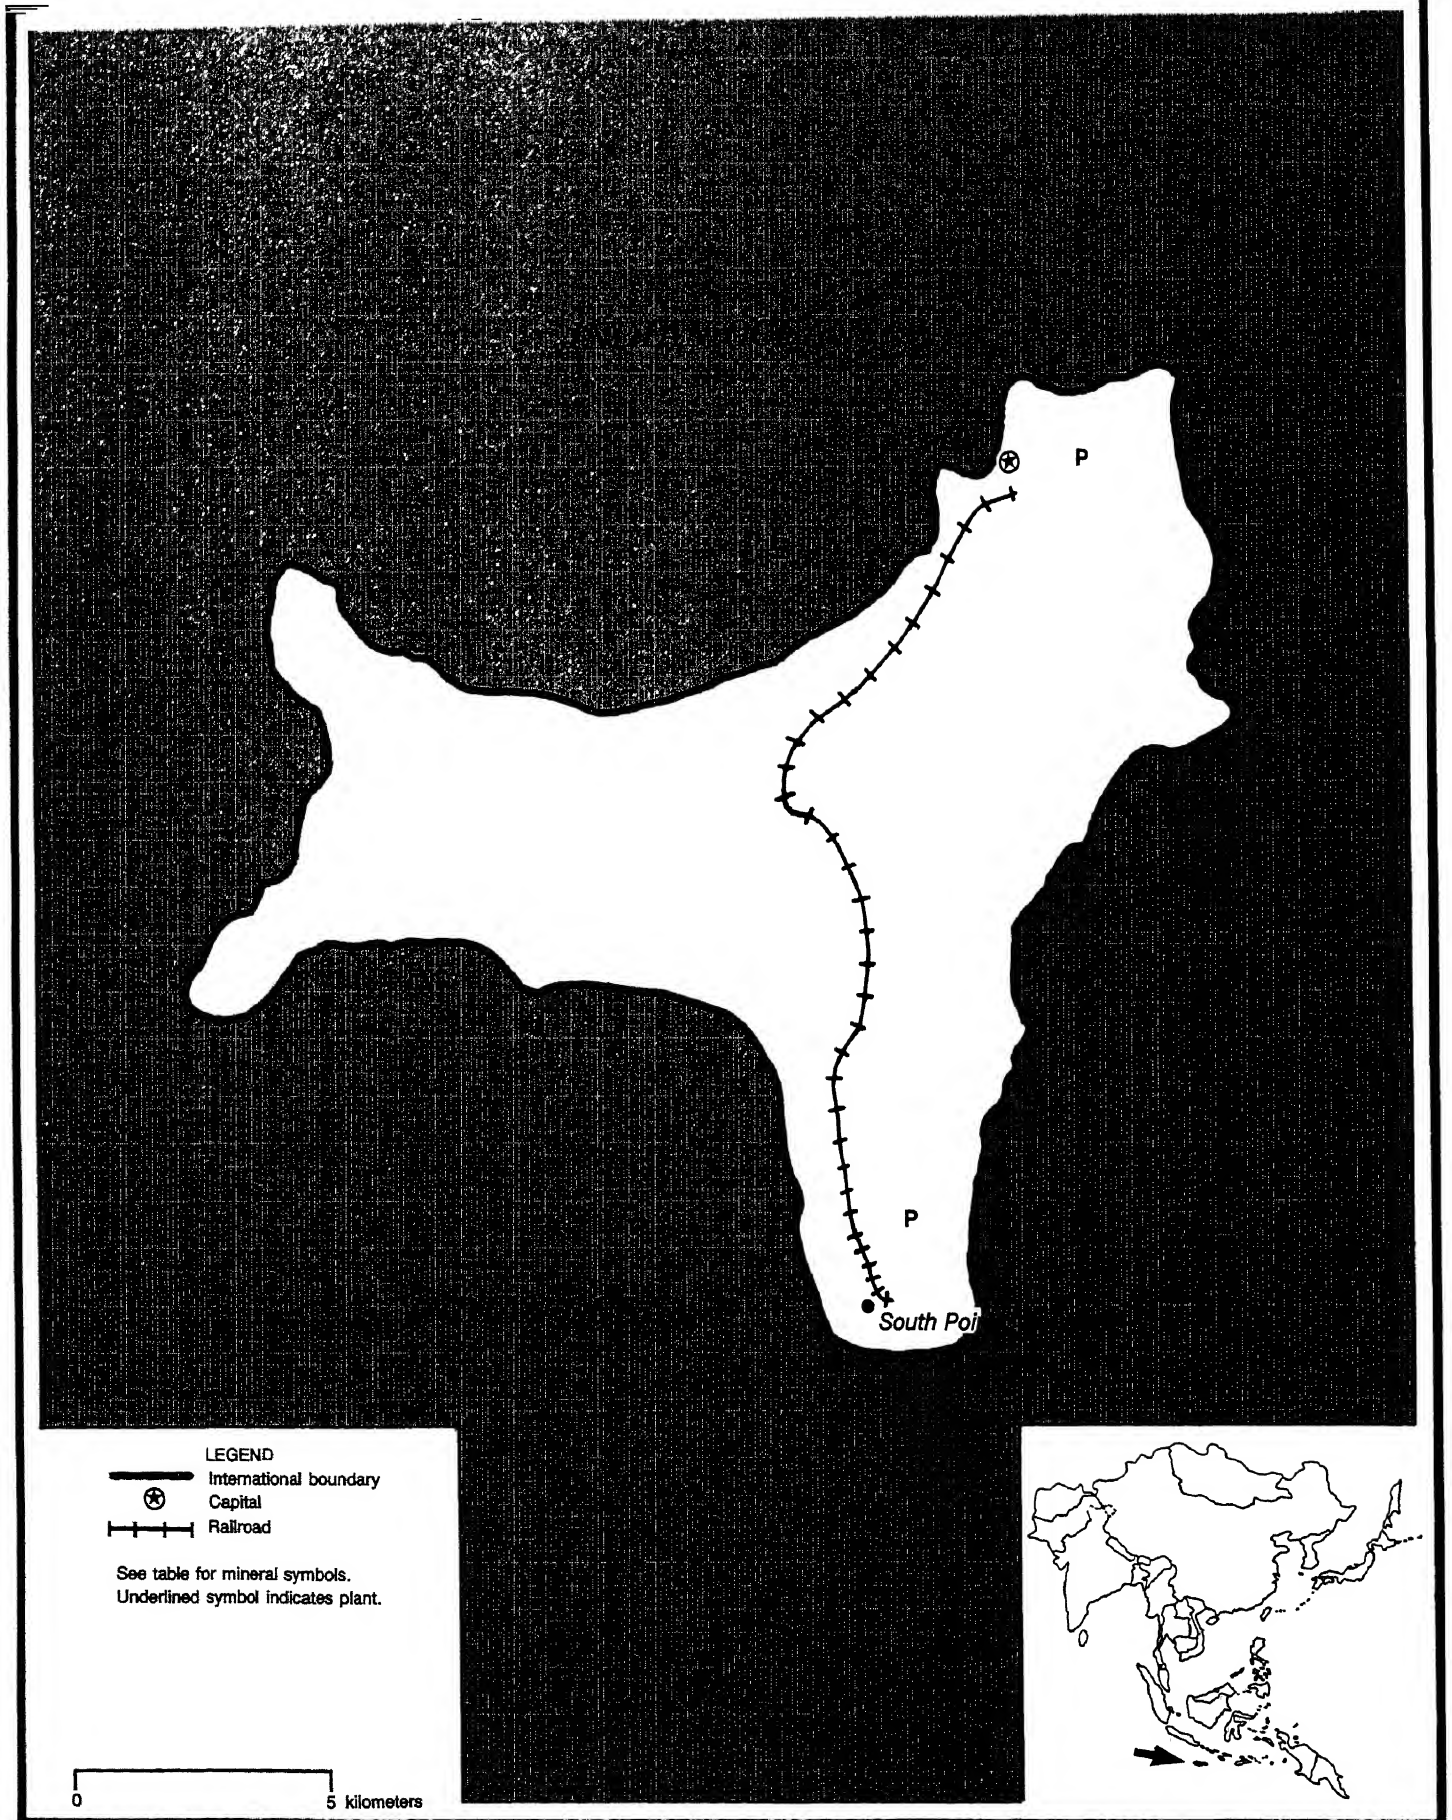 P
P
South Poi
LEGEND
International boundary
Capital
Railroad
See table for mineral symbols.
Underlined symbol indicates plant.
0 5 kilometers